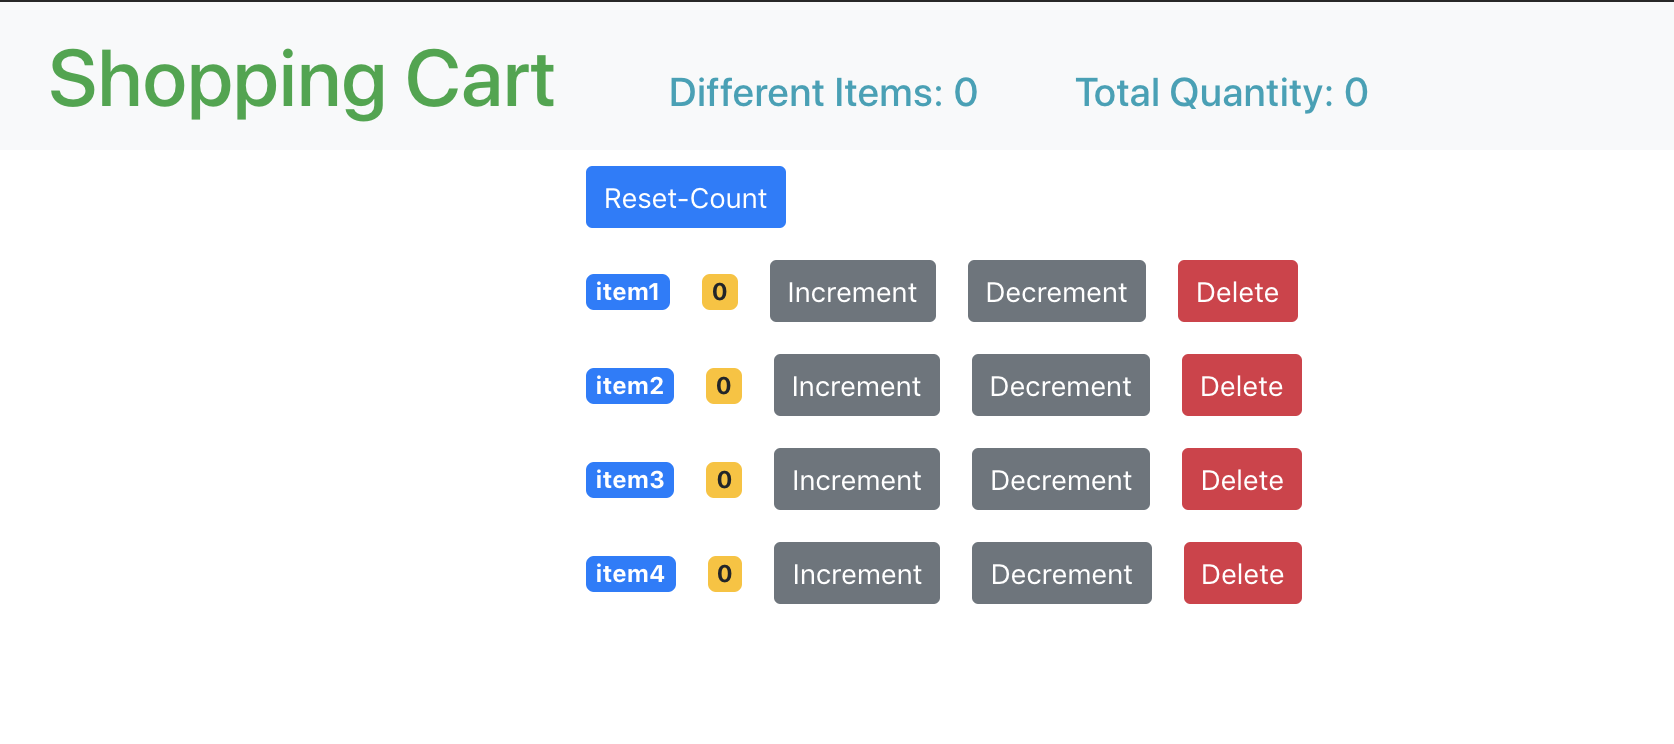 Shopping Cart Different Items: 0 Total Quantity: 0
Reset-Count
item1 0 Increment Decrement Delete
item2 0 Increment Decrement Delete
item3 0 Increment Decrement Delete
item4 0 Increment Decrement Delete